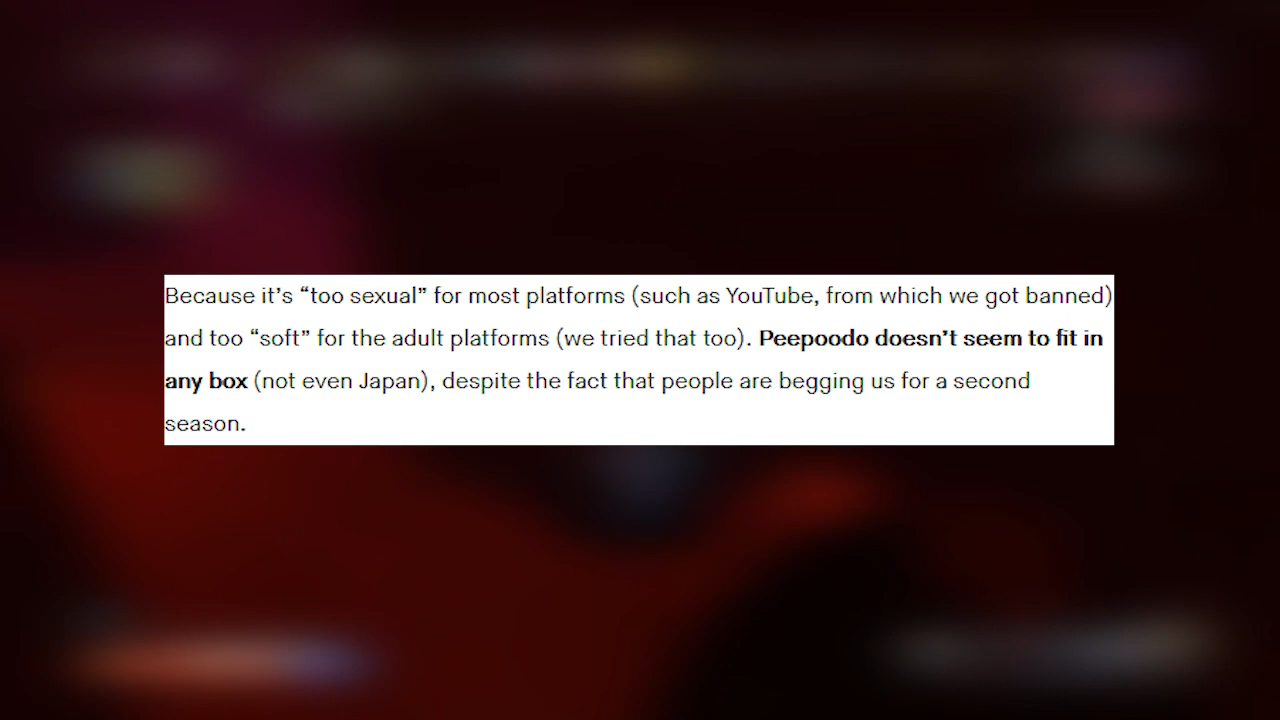 Because it’s “too sexual” for most platforms (such as YouTube, from which we got banned)
and too “soft” for the adult platforms (we tried that too). Peepoodo doesn’t seem to fit in
any box (not even Japan), despite the fact that people are begging us for a second
season.